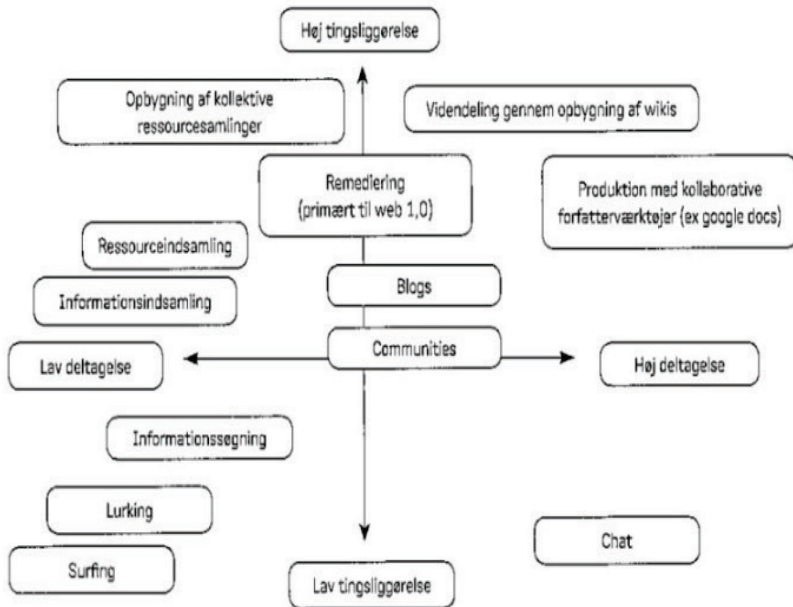 Høj tingsliggørelse
Opbygning af kollektive
ressourcesamlinger
Videndeling gennem opbygning af wikis
Remediering
(primært til web 1,0)
Produktion med kollaborative
forfatterværktøjer (ex google docs)
Ressourceindsamling
Blogs
Informationsindsamling
Communities
Lav deltagelse
Høj deltagelse
Informationssøgning
Lurking
Chat
Surfing
Lav tingsliggørelse